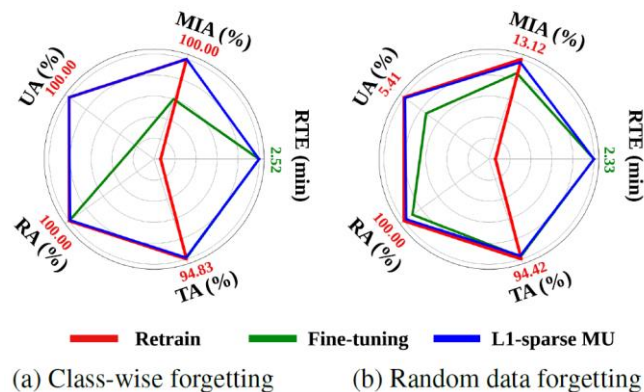 MIA (%)
100.00
UA (%)
100.00
RTE (min)
2.52
RA (%)
100.00
TA (%)
94.83
MIA (%)
13.12
UA (%)
5.41
RTE (min)
2.33
RA (%)
100.00
TA (%)
94.42
Retrain Fine-tuning L1-sparse MU
(a) Class-wise forgetting (b) Random data forgetting